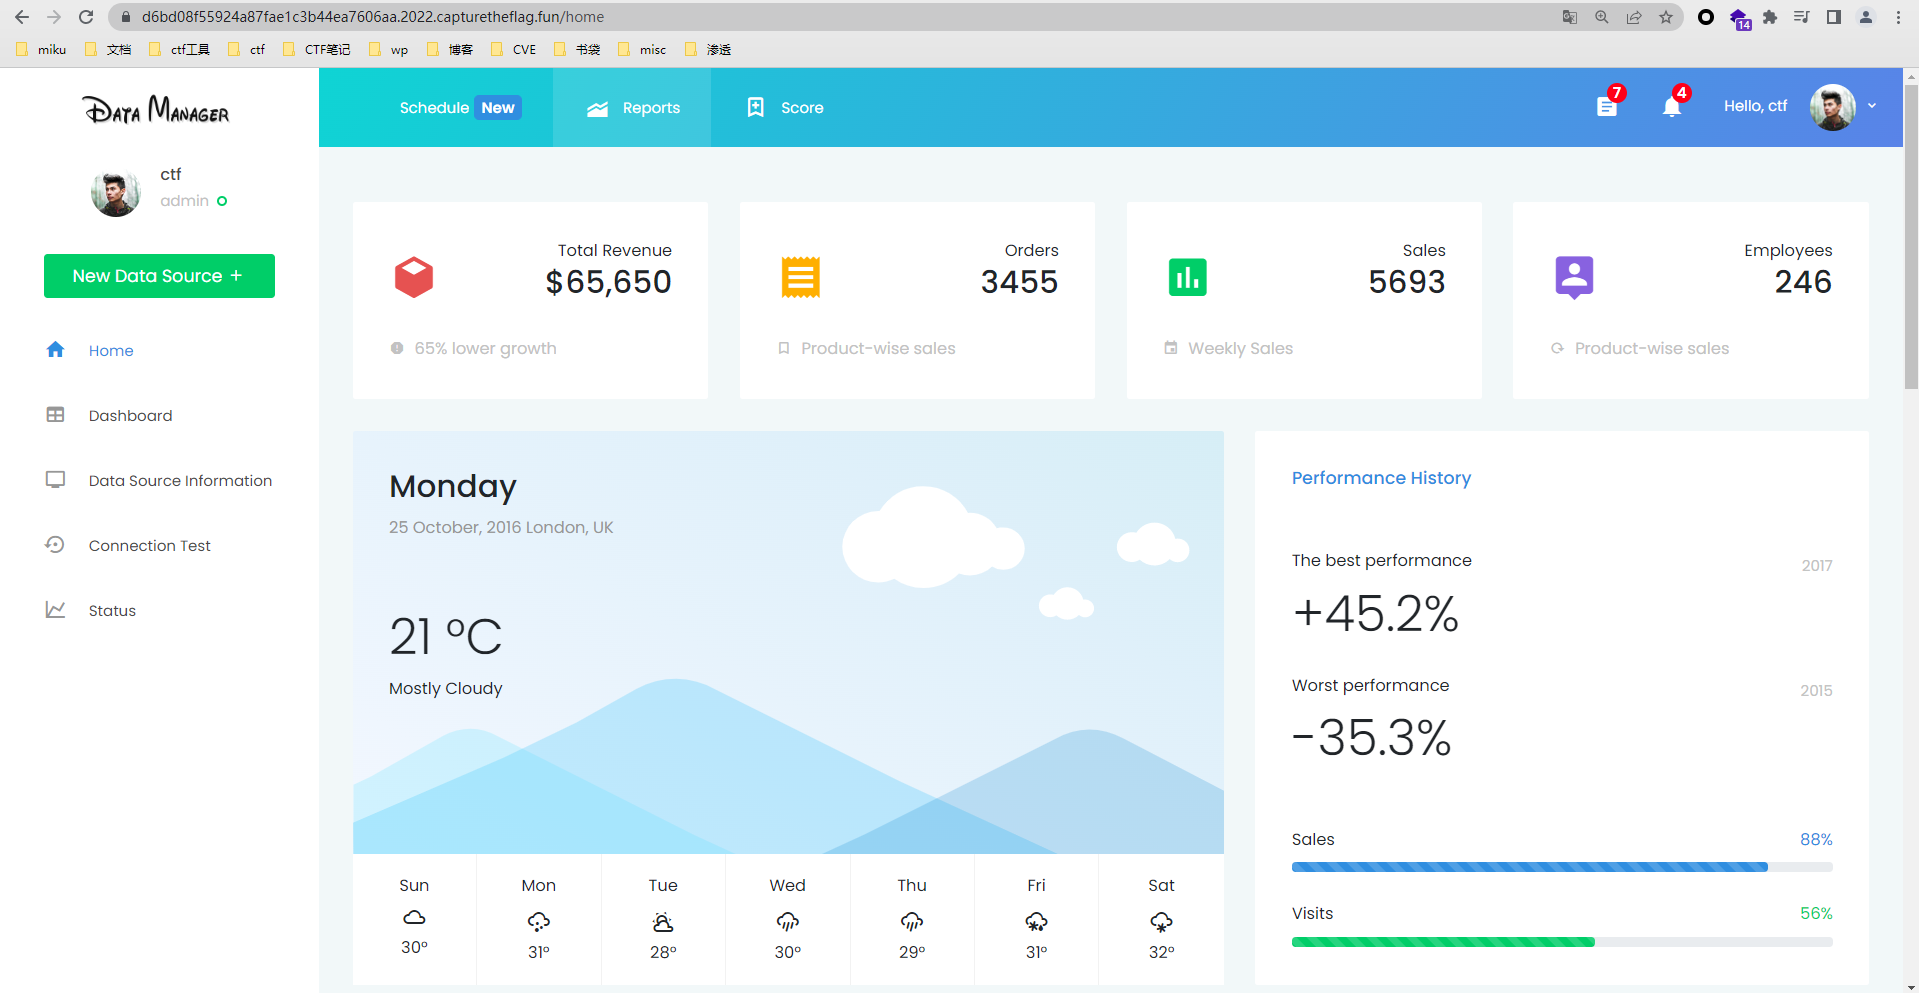 d6bd08f55924a87fae1c3b44ea7606aa.2022.capturetheflag.fun/home
14
miku 文档 ctf工具 ctf CTF笔记 wp 博客 CVE 书袋 misc 渗透
DATA MANAGER
Schedule New Reports Score 7 4 Hello, ctf
ctf
admin
New Data Source +
Home
Dashboard
Data Source Information
Connection Test
Status
Total Revenue
$65,650
65% lower growth
Orders
3455
Product-wise sales
Sales
5693
Weekly Sales
Employees
246
Product-wise sales
Monday
25 October, 2016 London, UK
21 °C
Mostly Cloudy
Sun Mon Tue Wed Thu Fri Sat
30° 31° 28° 30° 29° 31° 32°
Performance History
The best performance 2017
+45.2%
Worst performance 2015
-35.3%
Sales 88%
Visits 56%